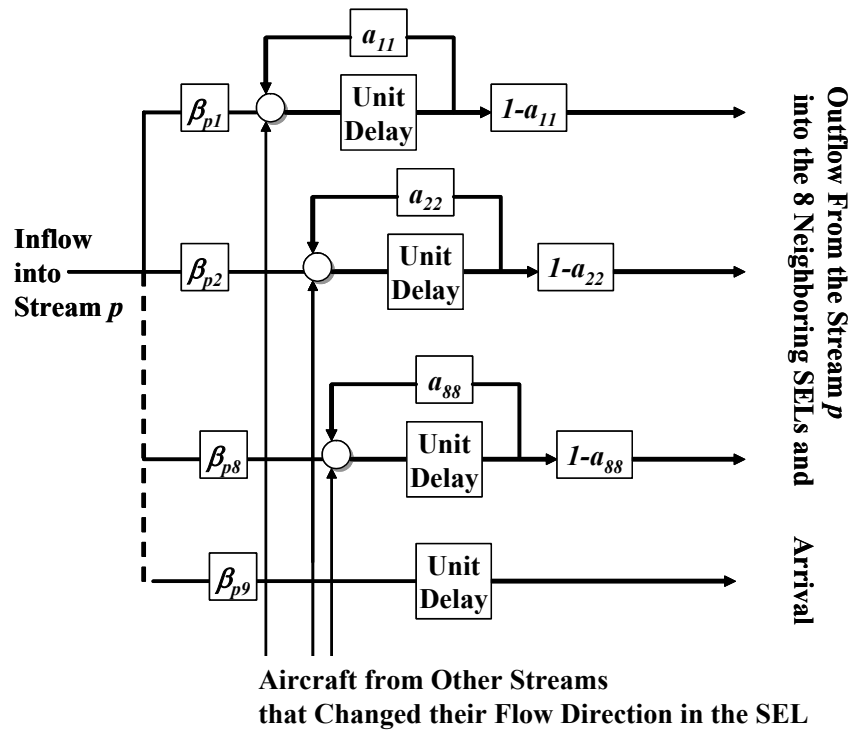 a11
Unit
Delay
βp1
1-a11
a22
Unit
Delay
Inflow
into
Stream p
βp2
1-a22
a88
Unit
Delay
βp8
1-a88
Unit
Delay
βp9
Aircraft from Other Streams
that Changed their Flow Direction in the SEL
Outflow From the Stream p
into the 8 Neighboring SELs and Arrival